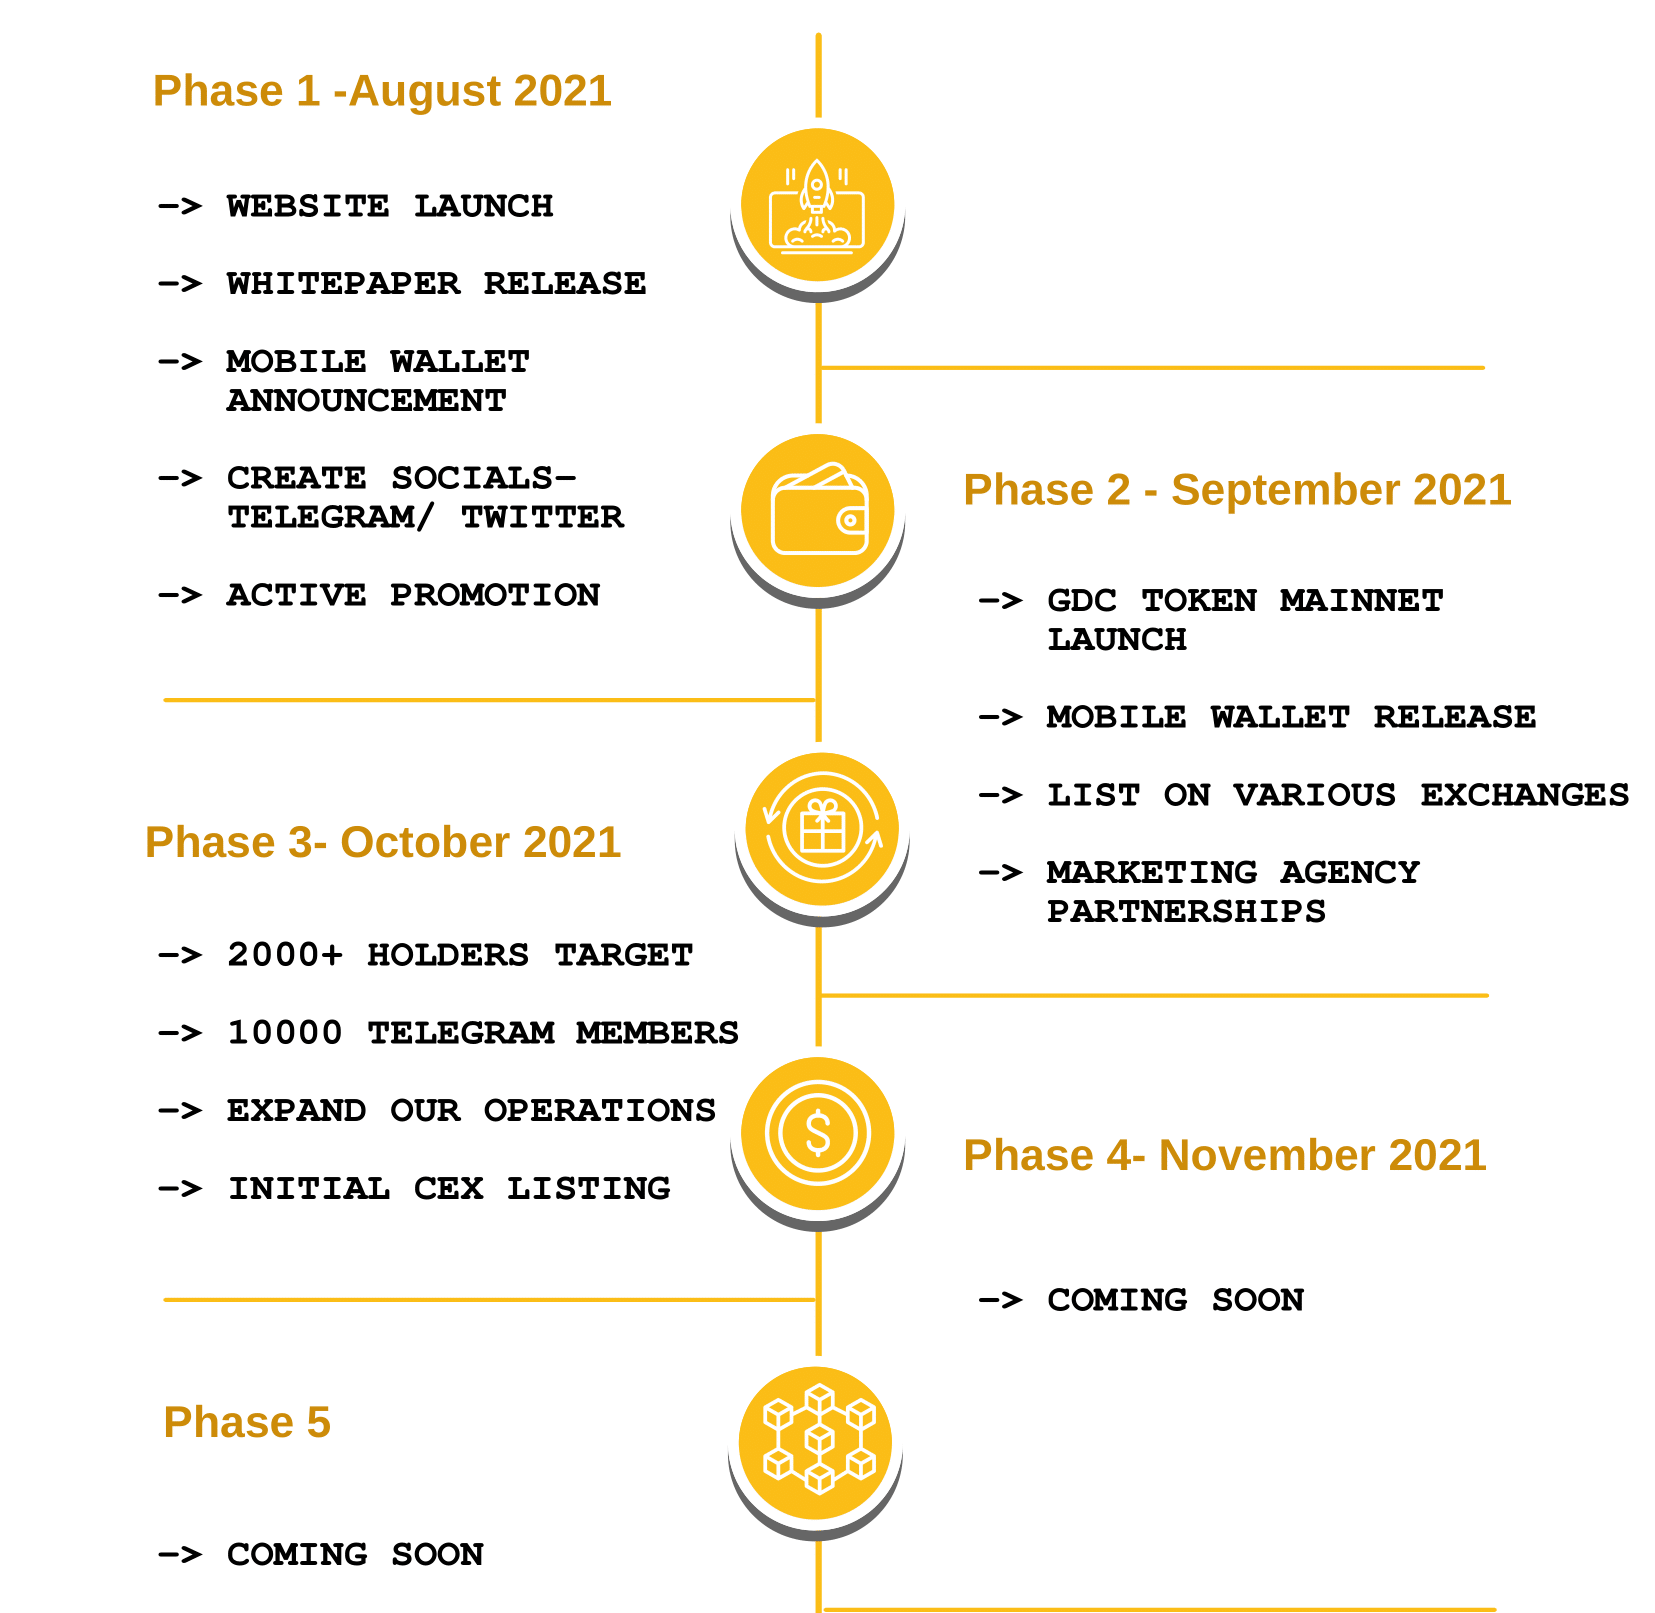 Phase 1 -August 2021
–> WEBSITE LAUNCH
–> WHITEPAPER RELEASE
–> MOBILE WALLET
ANNOUNCEMENT
–> CREATE SOCIALS–
TELEGRAM/ TWITTER
–> ACTIVE PROMOTION
Phase 2 - September 2021
–> GDC TOKEN MAINNET
LAUNCH
–> MOBILE WALLET RELEASE
–> LIST ON VARIOUS EXCHANGES
–> MARKETING AGENCY
PARTNERSHIPS
Phase 3- October 2021
–> 2000+ HOLDERS TARGET
–> 10000 TELEGRAM MEMBERS
–> EXPAND OUR OPERATIONS
–> INITIAL CEX LISTING
$
Phase 4- November 2021
–> COMING SOON
Phase 5
–> COMING SOON